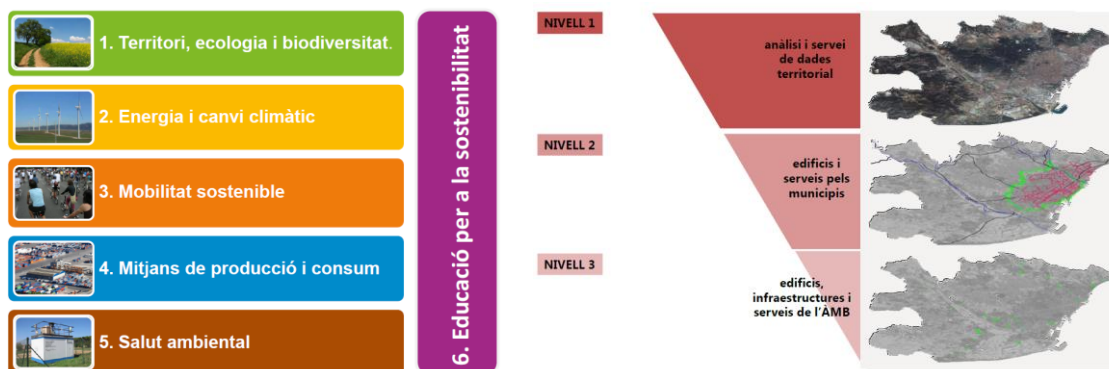 1. Territori, ecologia i biodiversitat.
2. Energia i canvi climàtic
3. Mobilitat sostenible
4. Mitjans de producció i consum
5. Salut ambiental
6. Educació per a la sostenibilitat
NIVELL 1
anàlisi i servei
de dades
territorial
NIVELL 2
edificis i
serveis pels
municipis
NIVELL 3
edificis,
infraestructures i
serveis de l'ÀMB